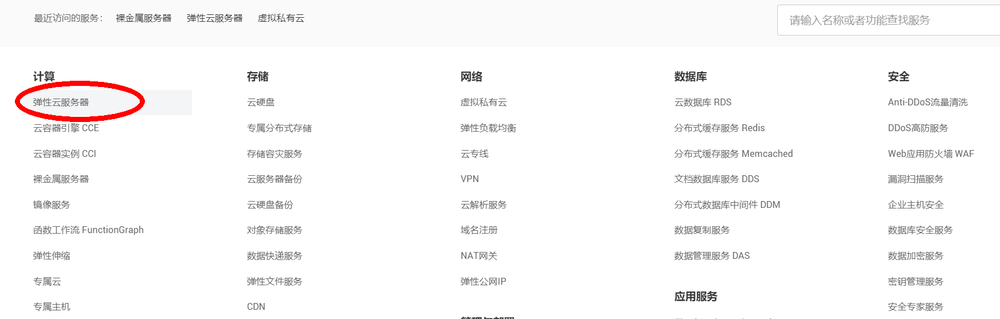 最近访问的服务： 裸金属服务器 弹性云服务器 虚拟私有云
请输入名称或者功能查找服务
计算
弹性云服务器
云容器引擎 CCE
云容器实例 CCI
裸金属服务器
镜像服务
函数工作流 FunctionGraph
弹性伸缩
专属云
专属主机
存储
云硬盘
专属分布式存储
存储容灾服务
云服务器备份
云硬盘备份
对象存储服务
数据快递服务
弹性文件服务
CDN
网络
虚拟私有云
弹性负载均衡
云专线
VPN
云解析服务
域名注册
NAT网关
弹性公网IP
数据库
云数据库 RDS
分布式缓存服务 Redis
分布式缓存服务 Memcached
文档数据库服务 DDS
分布式数据库中间件 DDM
数据复制服务
数据管理服务 DAS
应用服务
安全
Anti-DDoS流量清洗
DDoS高防服务
Web应用防火墙 WAF
漏洞扫描服务
企业主机安全
数据库安全服务
数据加密服务
密钥管理服务
安全专家服务